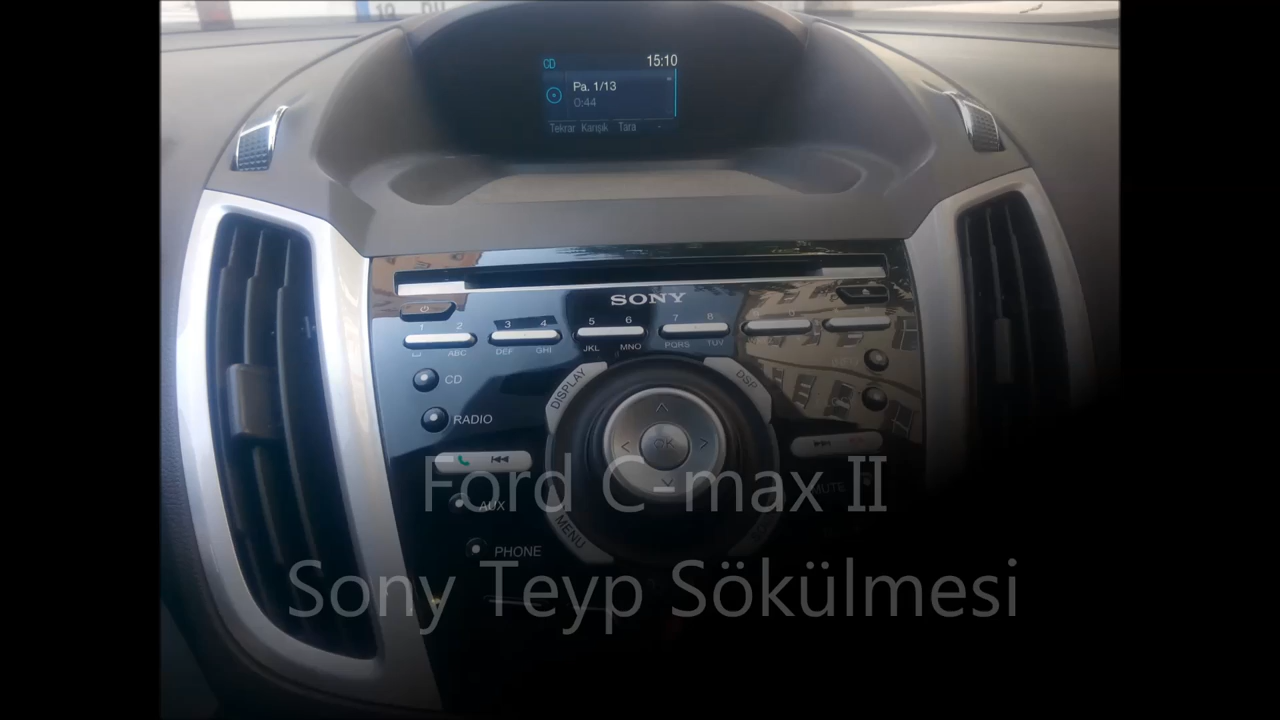 CD 15:10
Pa. 1/13
0:44
Tekrar Karışık Tara
SONY
1 2 3 4 5 6 7 8
ABC DEF GHI JKL MNO PQRS TUV
DISPLAY DSP
CD
RADIO
AUX MUTE
MENU
PHONE
Ford C-max II
Sony Teyp Sökülmesi